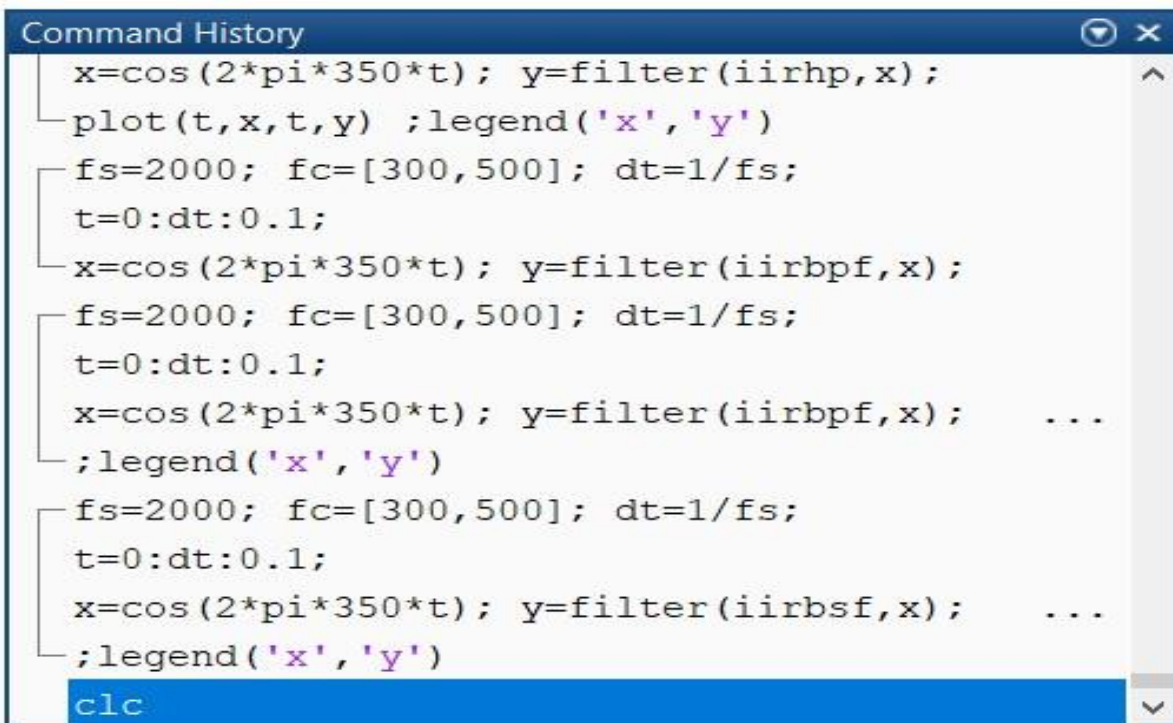 Command History
x=cos(2*pi*350*t); y=filter(iirhp,x);
plot(t,x,t,y) ;legend('x','y')
fs=2000; fc=[300,500]; dt=1/fs;
t=0:dt:0.1;
x=cos(2*pi*350*t); y=filter(iirbpf,x);
fs=2000; fc=[300,500]; dt=1/fs;
t=0:dt:0.1;
x=cos(2*pi*350*t); y=filter(iirbpf,x); ...
;legend('x','y')
fs=2000; fc=[300,500]; dt=1/fs;
t=0:dt:0.1;
x=cos(2*pi*350*t); y=filter(iirbsf,x); ...
;legend('x','y')
clc